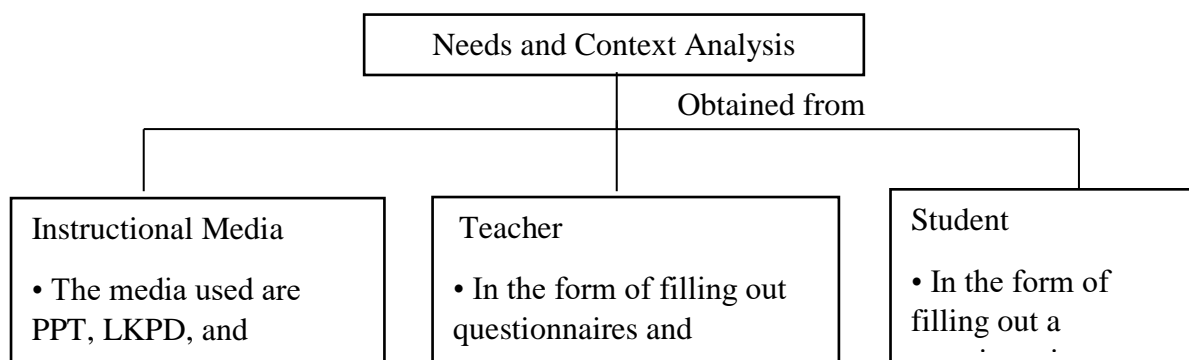 Needs and Context Analysis
Obtained from
Instructional Media
• The media used are
PPT, LKPD, and
Teacher
• In the form of filling out
questionnaires and
Student
• In the form of
filling out a